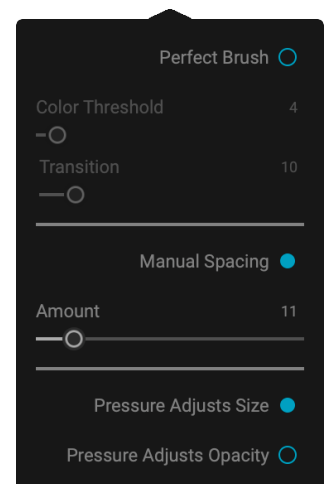 Perfect Brush
Color Threshold 4
Transition 10
Manual Spacing
Amount 11
Pressure Adjusts Size
Pressure Adjusts Opacity